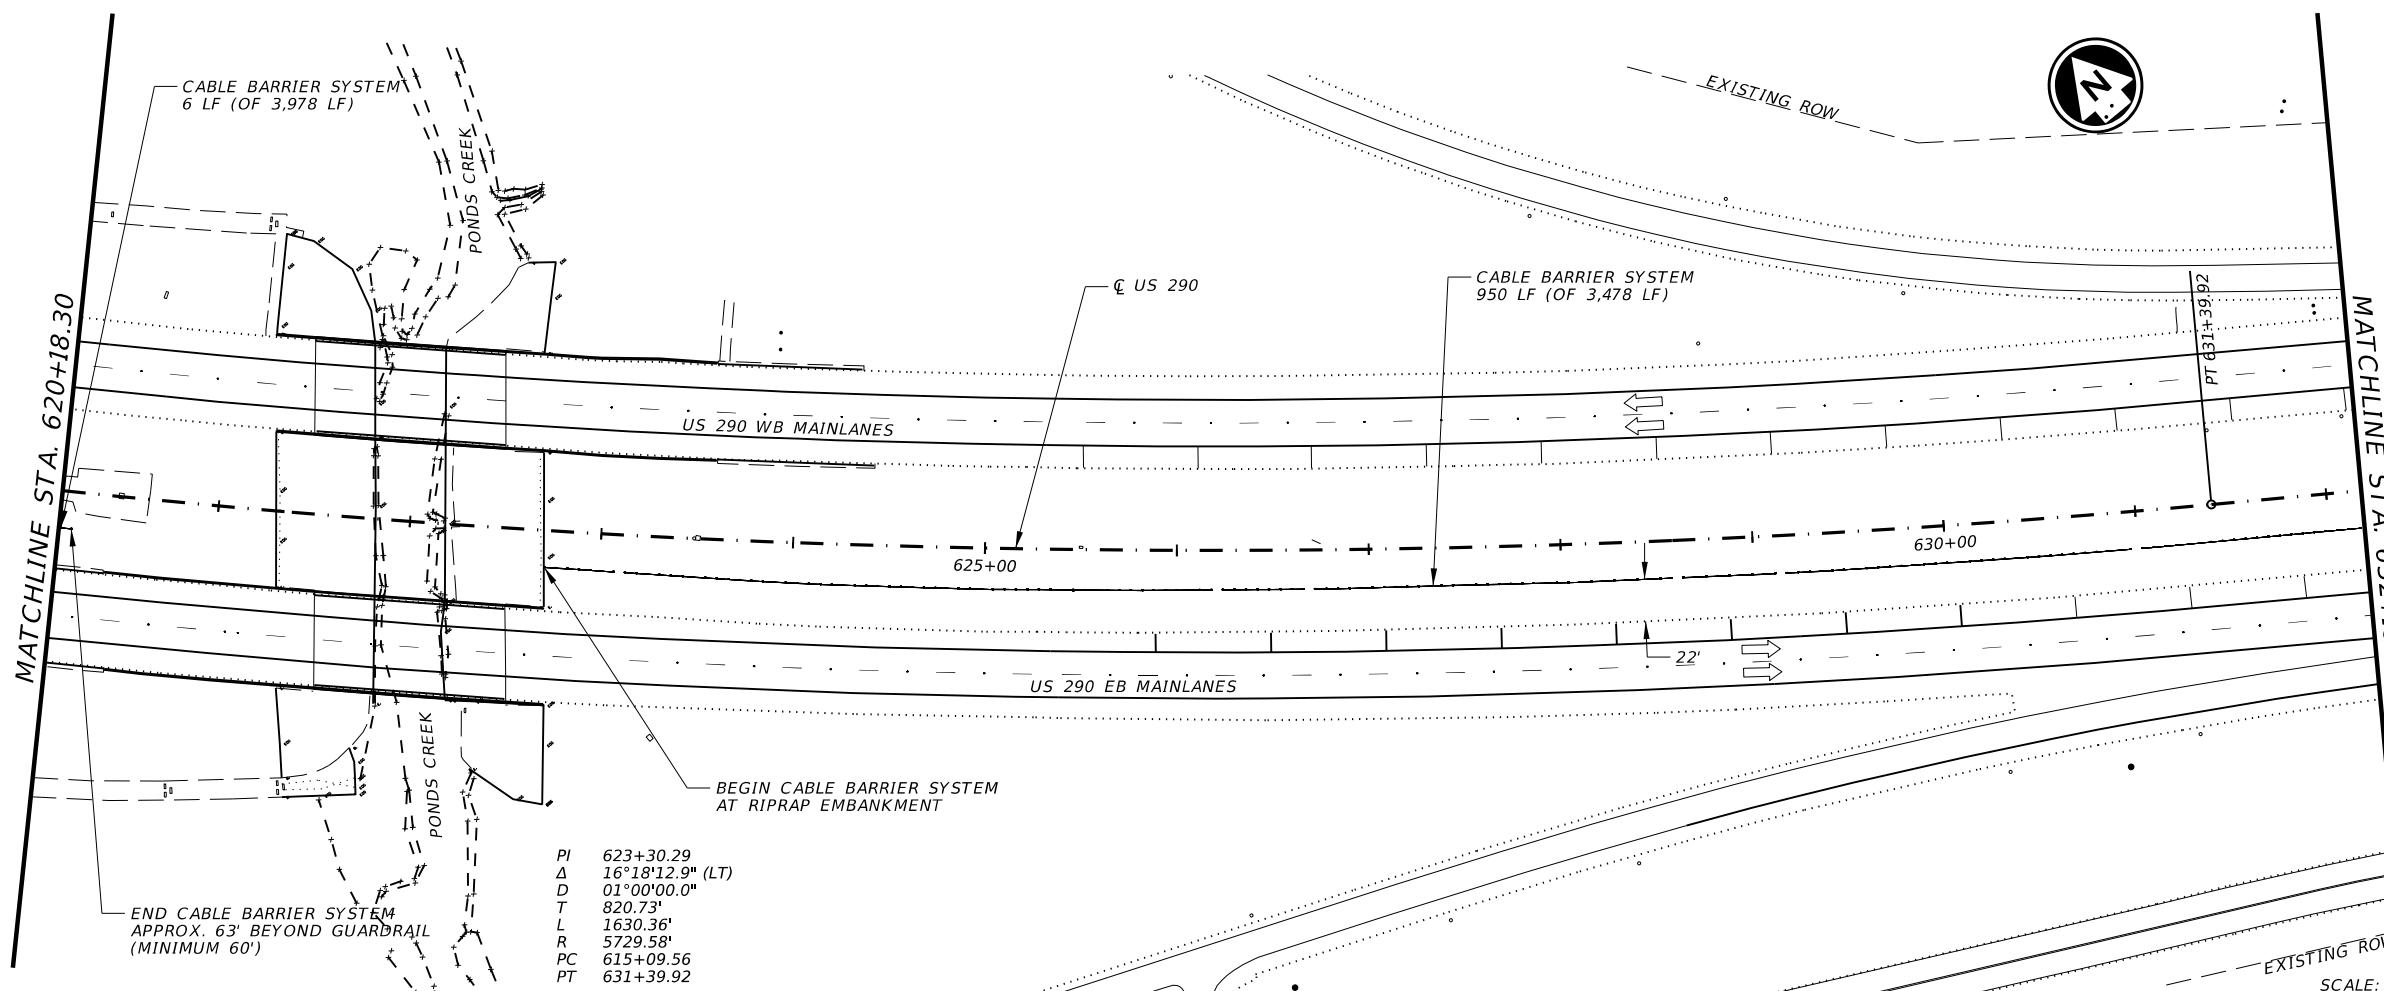 CABLE BARRIER SYSTEM
6 LF (OF 3,978 LF)
PONDS CREEK
EXISTING ROW
N
MATCHLINE STA. 620+18.30
℄ US 290
CABLE BARRIER SYSTEM
950 LF (OF 3,478 LF)
PT 631+39.92
MATCHLINE STA.
US 290 WB MAINLANES
625+00
630+00
22'
US 290 EB MAINLANES
PONDS CREEK
BEGIN CABLE BARRIER SYSTEM
AT RIPRAP EMBANKMENT
END CABLE BARRIER SYSTEM
APPROX. 63' BEYOND GUARDRAIL
(MINIMUM 60')
PI 623+30.29
Δ 16°18'12.9" (LT)
D 01°00'00.0"
T 820.73'
L 1630.36'
R 5729.58'
PC 615+09.56
PT 631+39.92
EXISTING
SCALE: